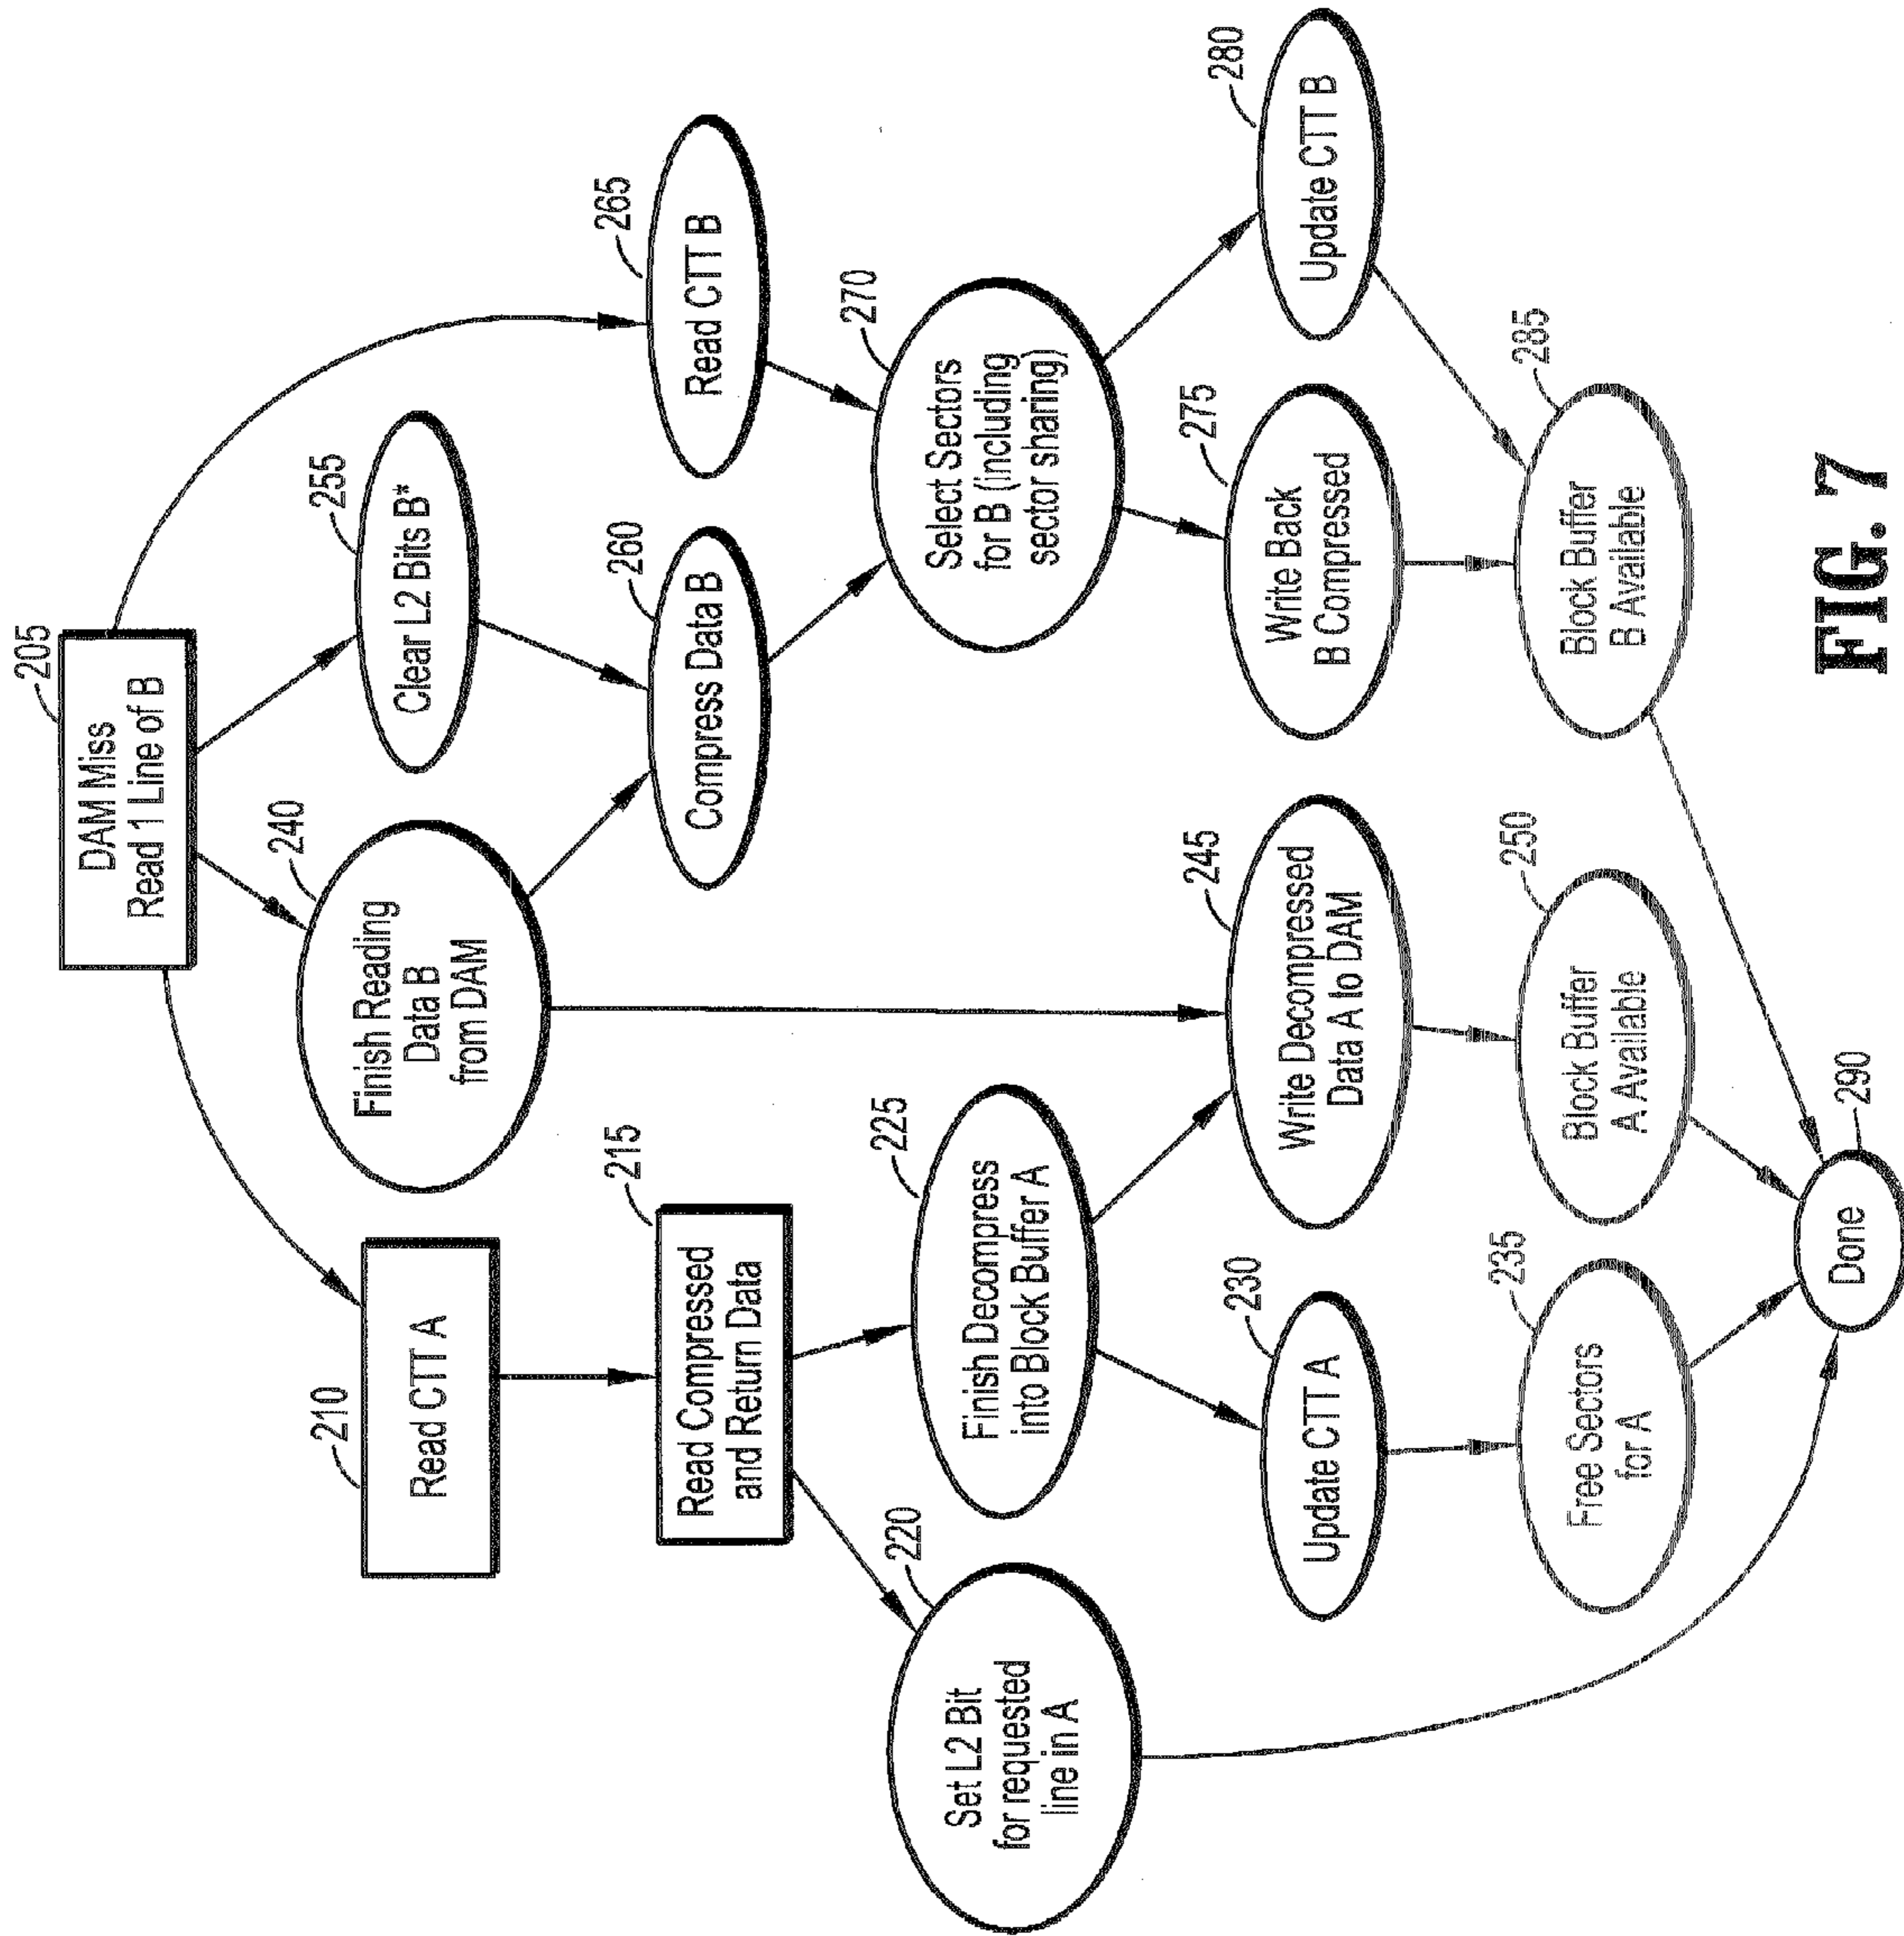 205
DAM Miss
Read 1 Line of B
210
Read CTT A
240
Finish Reading
Data B
from DAM
255
Clear L2 Bits B*
215
Read Compressed
and Return Data
260
Compress Data B
265
Read CTT B
220
Set L2 Bit
for requested
line in A
225
Finish Decompress
into Block Buffer A
270
Select Sectors
for B (including
sector sharing)
230
Update CTT A
245
Write Decompressed
Data A to DAM
275
Write Back
B Compressed
280
Update CTT B
235
Free Sectors
for A
250
Block Buffer
A Available
285
Block Buffer
B Available
Done
290
FIG. 7